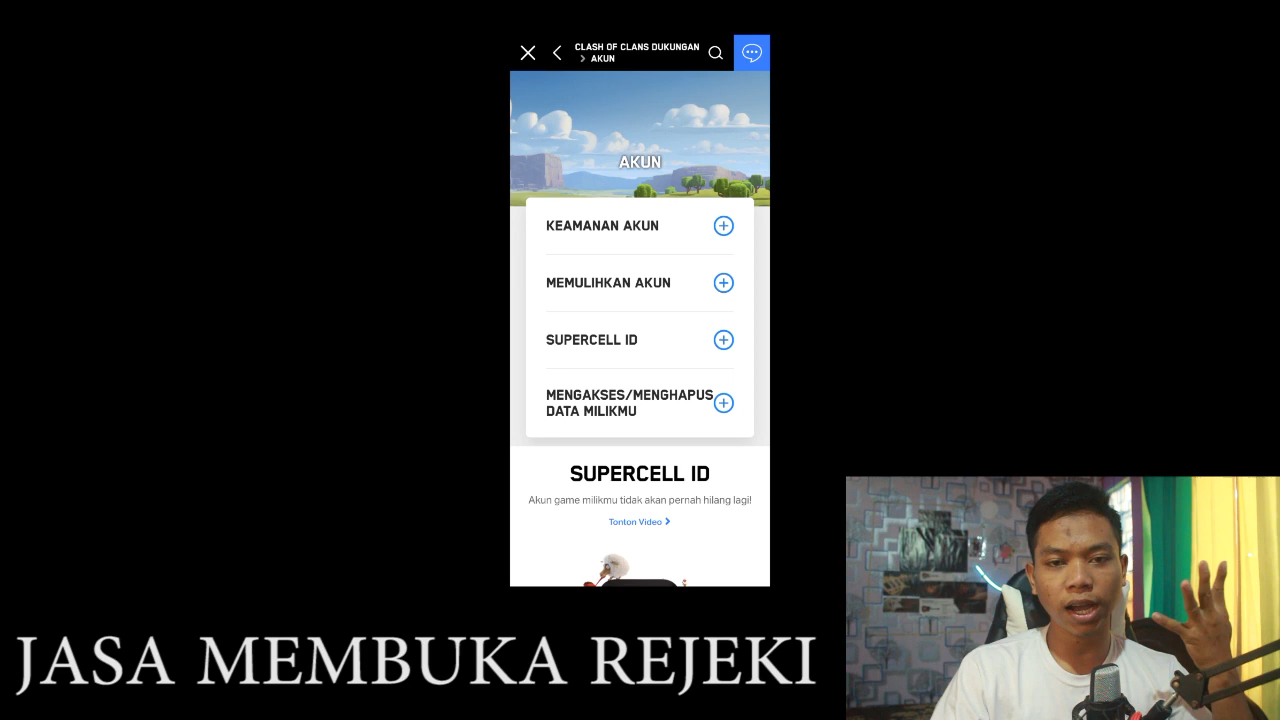 CLASH OF CLANS DUKUNGAN
> AKUN
AKUN
KEAMANAN AKUN
MEMULIHKAN AKUN
SUPERCELL ID
MENGAKSES/MENGHAPUS
DATA MILIKMU
SUPERCELL ID
Akun game milikmu tidak akan pernah hilang lagi!
Tonton Video >
JASA MEMBUKA REJEKI